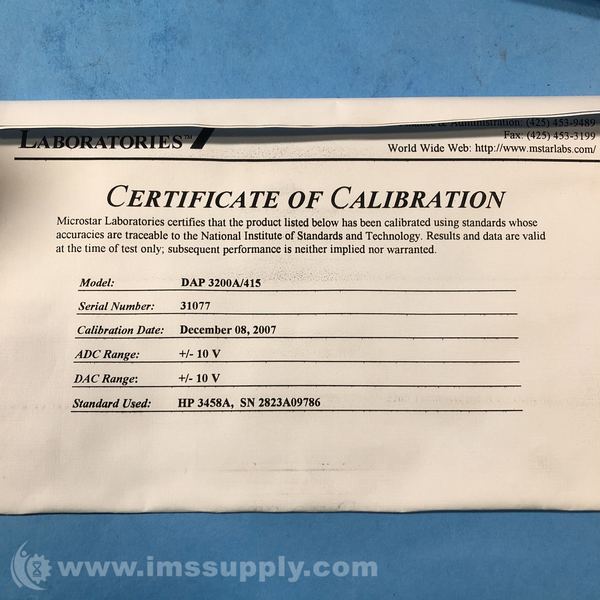 Administration: (425) 453-9489
Fax: (425) 453-3199
LABORATORIES™
World Wide Web: http://www.mstarlabs.com/
CERTIFICATE OF CALIBRATION
Microstar Laboratories certifies that the product listed below has been calibrated using standards whose
accuracies are traceable to the National Institute of Standards and Technology. Results and data are valid
at the time of test only; subsequent performance is neither implied nor warranted.
Model: DAP 3200A/415
Serial Number: 31077
Calibration Date: December 08, 2007
ADC Range: +/- 10 V
DAC Range: +/- 10 V
Standard Used: HP 3458A, SN 2823A09786
www.imssupply.com/